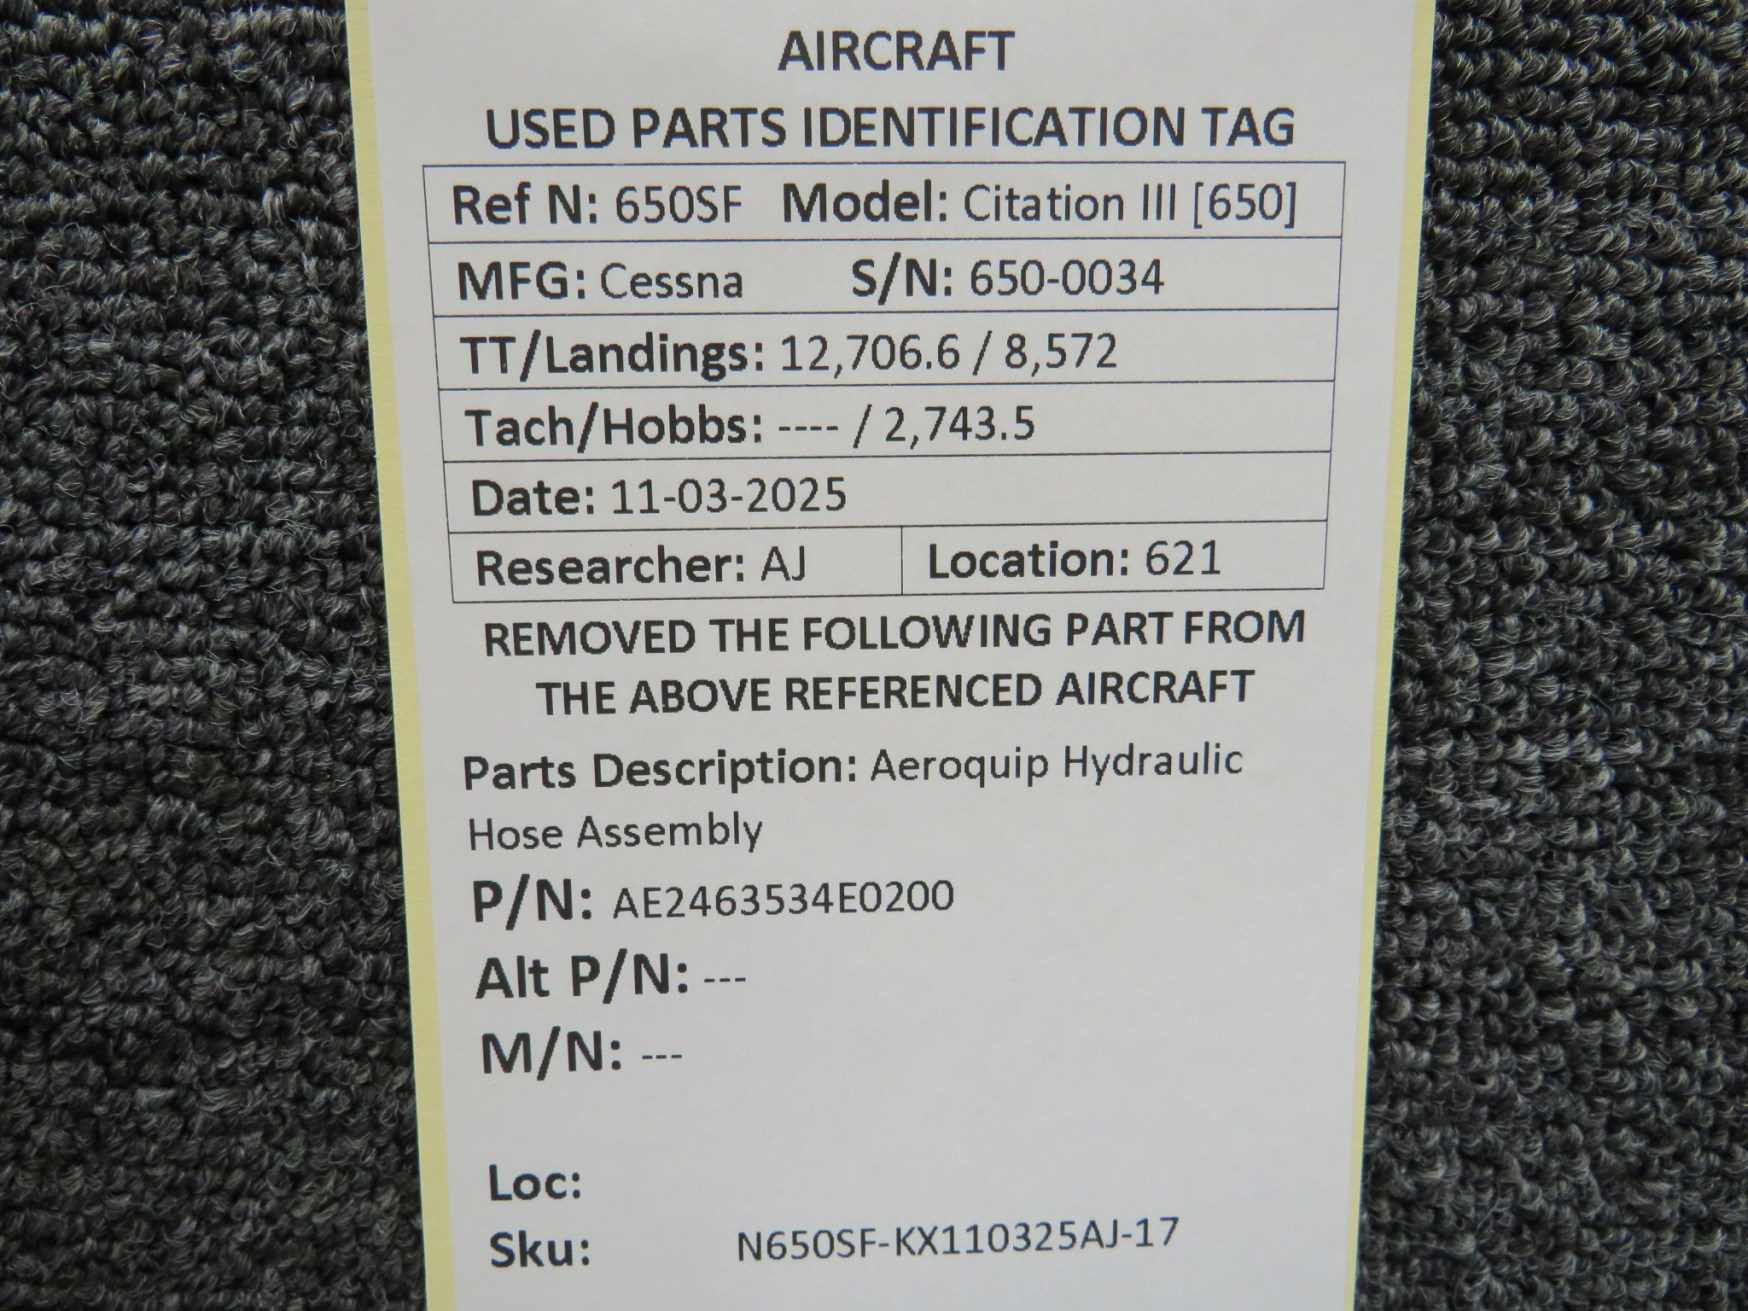 AIRCRAFT
USED PARTS IDENTIFICATION TAG
Ref N: 650SF Model: Citation III [650]
MFG: Cessna S/N: 650-0034
TT/Landings: 12,706.6 / 8,572
Tach/Hobbs: ---- / 2,743.5
Date: 11-03-2025
Researcher: AJ Location: 621
REMOVED THE FOLLOWING PART FROM
THE ABOVE REFERENCED AIRCRAFT
Parts Description: Aeroquip Hydraulic
Hose Assembly
P/N: AE2463534E0200
Alt P/N: ---
M/N: ---
Loc:
Sku: N650SF-KX110325AJ-17